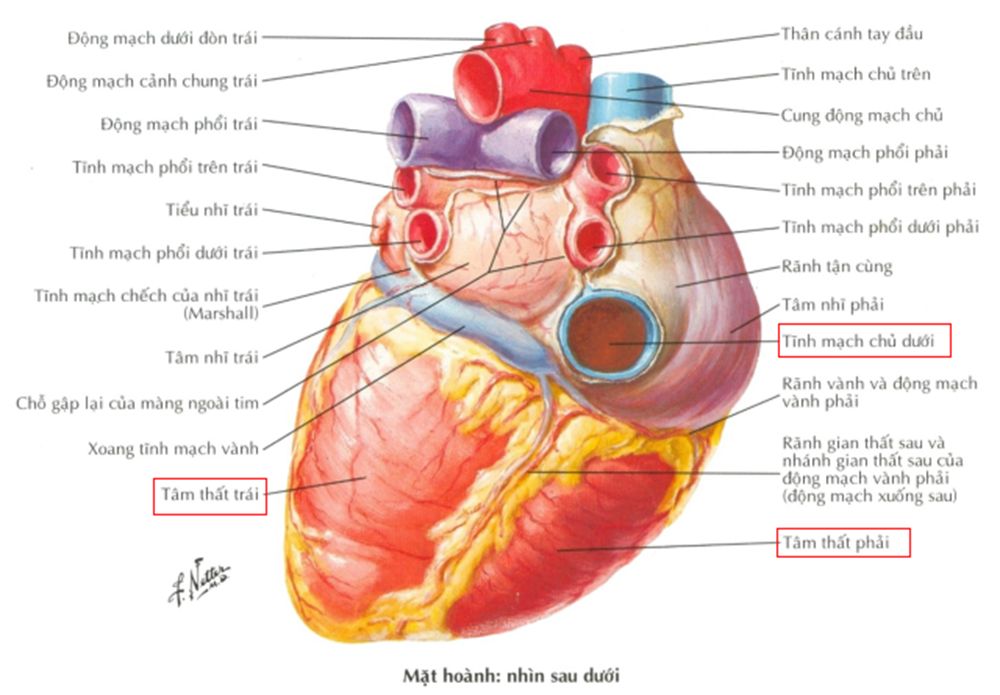 Động mạch dưới đòn trái
Động mạch cảnh chung trái
Động mạch phổi trái
Tĩnh mạch phổi trên trái
Tiểu nhĩ trái
Tĩnh mạch phổi dưới trái
Tĩnh mạch chếch của nhĩ trái
(Marshall)
Tâm nhĩ trái
Chỗ gập lại của màng ngoài tim
Xoang tĩnh mạch vành
Tâm thất trái
Thân cánh tay đầu
Tĩnh mạch chủ trên
Cung động mạch chủ
Động mạch phổi phải
Tĩnh mạch phổi trên phải
Tĩnh mạch phổi dưới phải
Rãnh tận cùng
Tâm nhĩ phải
Tĩnh mạch chủ dưới
Rãnh vành và động mạch
vành phải
Rãnh gian thất sau và
nhánh gian thất sau của
động mạch vành phải
(động mạch xuống sau)
Tâm thất phải
F. Netter
M.D.
Mặt hoành: nhìn sau dưới